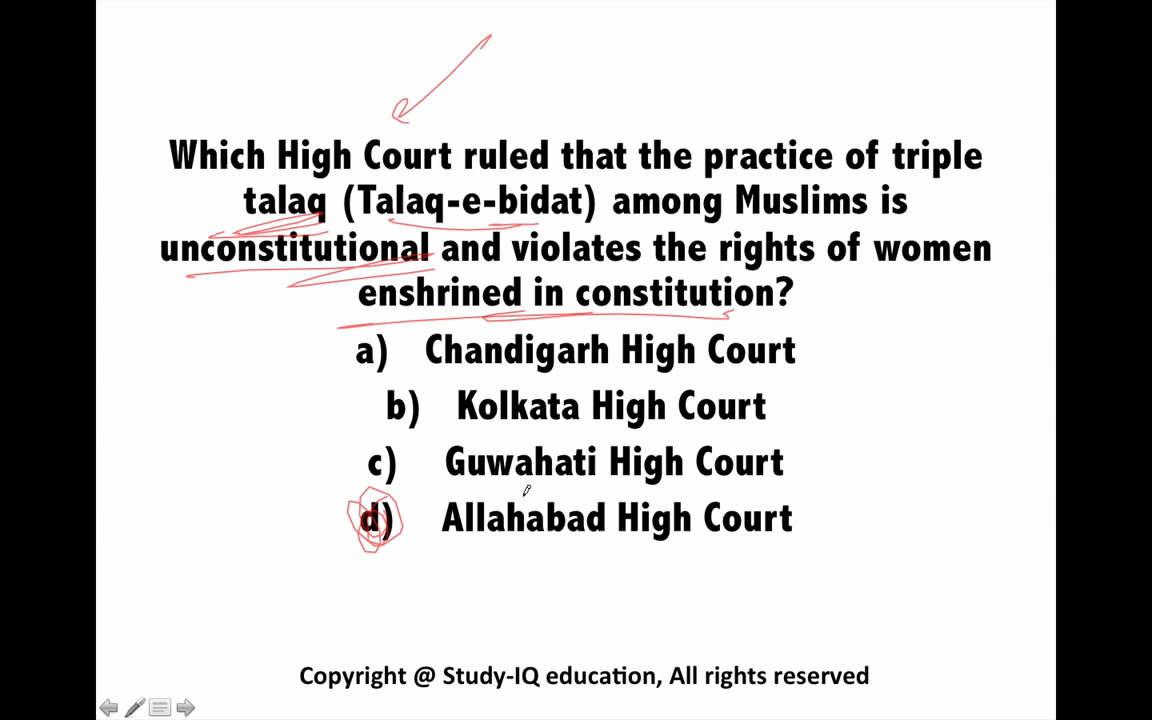 Which High Court ruled that the practice of triple
talaq (Talaq-e-bidat) among Muslims is
unconstitutional and violates the rights of women
enshrined in constitution?
a) Chandigarh High Court
b) Kolkata High Court
c) Guwahati High Court
d) Allahabad High Court
Copyright @ Study-IQ education, All rights reserved